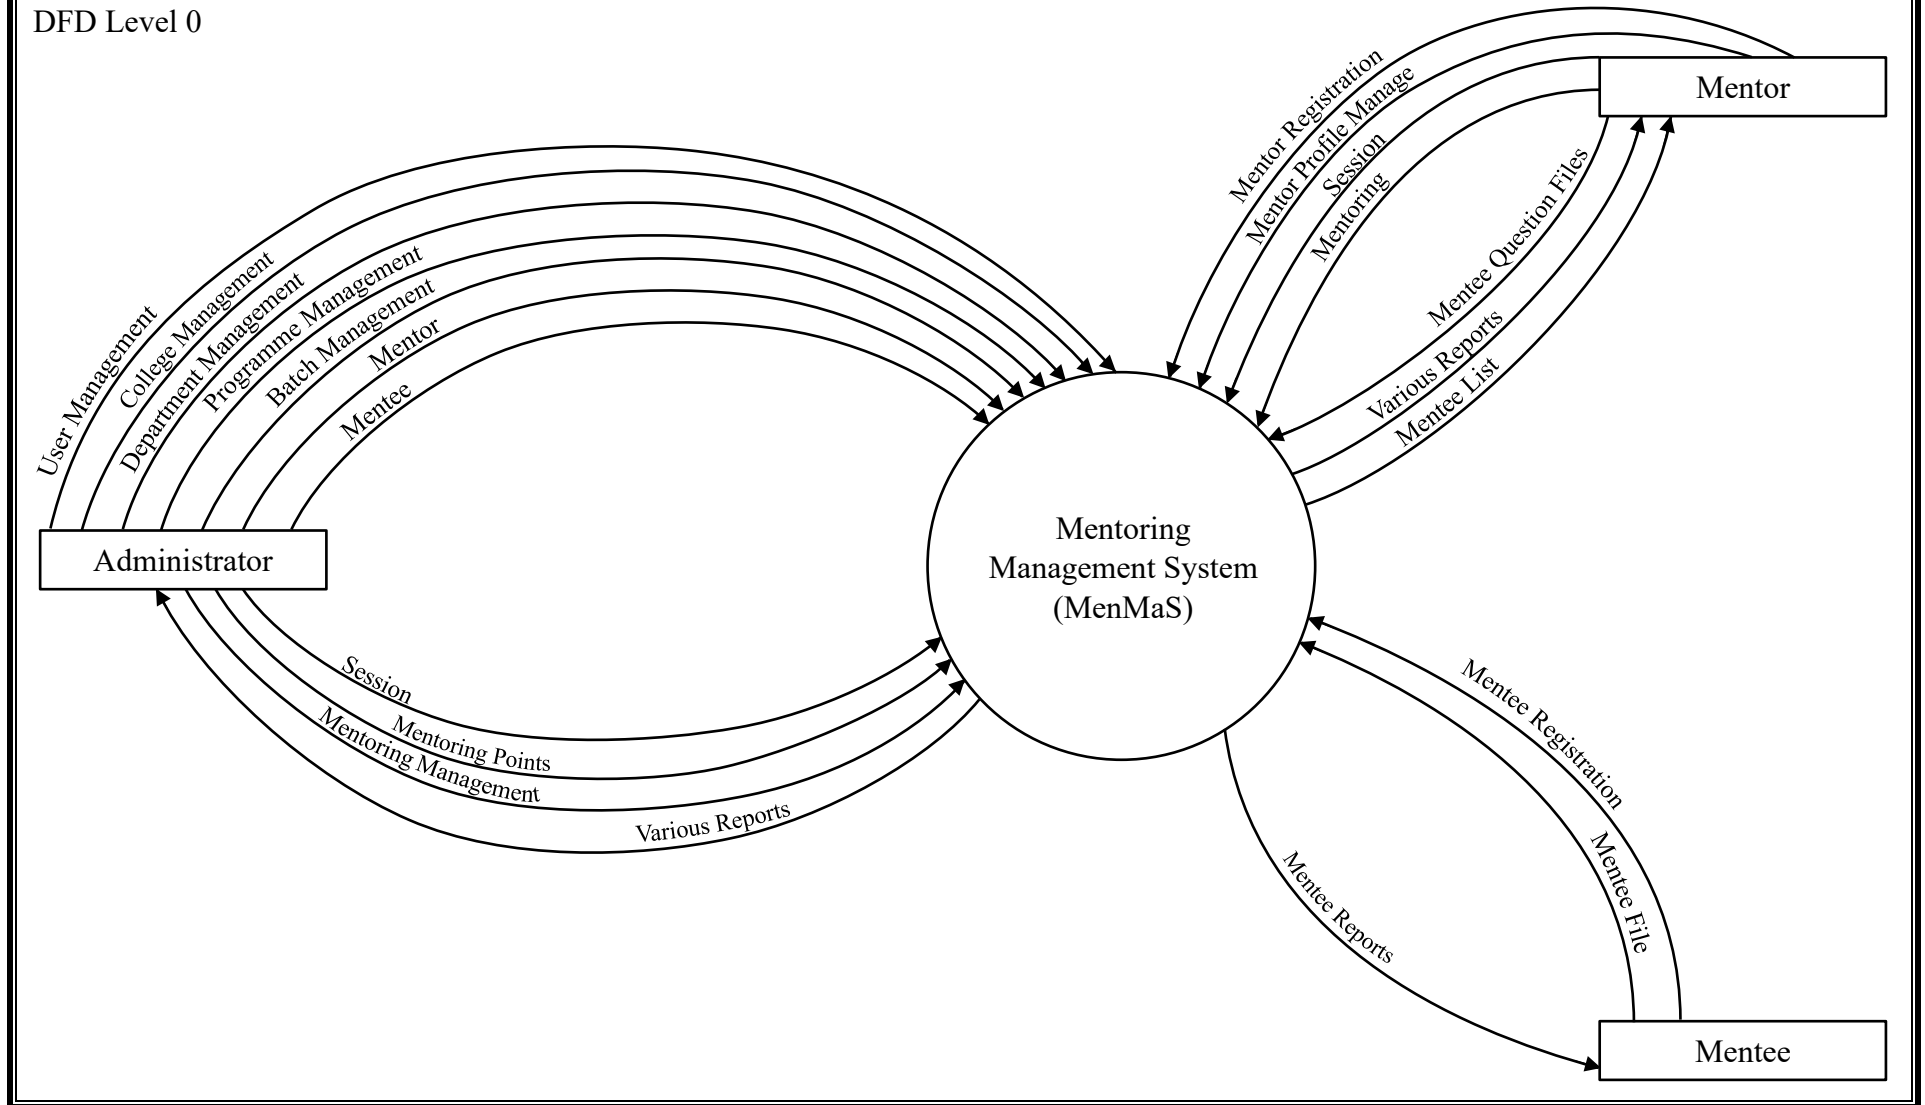 DFD Level 0
Mentor
Mentor Registration
Mentor Profile Manage
Session
Mentoring
Mentee Question Files
Various Reports
Mentee List
User Management
College Management
Department Management
Programme Management
Batch Management
Mentor
Mentee
Administrator
Mentoring
Management System
(MenMaS)
Session
Mentoring Points
Mentoring Management
Various Reports
Mentee Registration
Mentee File
Mentee Reports
Mentee